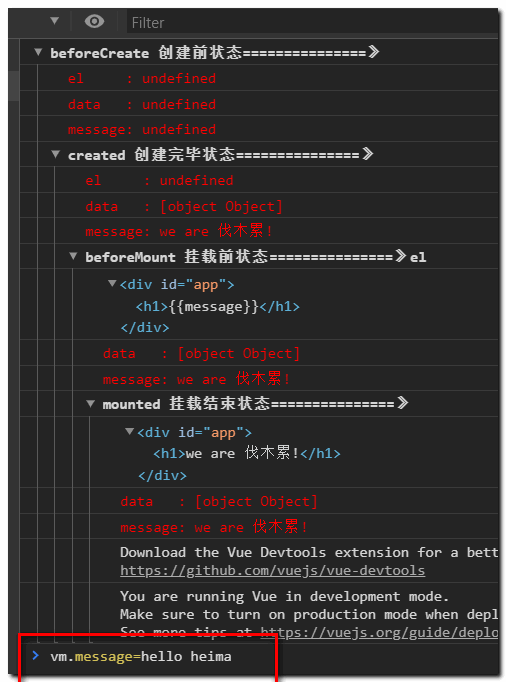 Filter
beforeCreate 创建前状态===============》
el : undefined
data : undefined
message: undefined
created 创建完毕状态===============》
el : undefined
data : [object Object]
message: we are 伐木累!
beforeMount 挂载前状态===============》el
<div id="app">
<h1>{{message}}</h1>
</div>
data : [object Object]
message: we are 伐木累!
mounted 挂载结束状态===============》
<div id="app">
<h1>we are 伐木累!</h1>
</div>
data : [object Object]
message: we are 伐木累!
Download the Vue Devtools extension for a bett
https://github.com/vuejs/vue-devtools
You are running Vue in development mode.
Make sure to turn on production mode when depl
See more tips at https://vuejs.org/guide/deplo
vm.message=hello heima